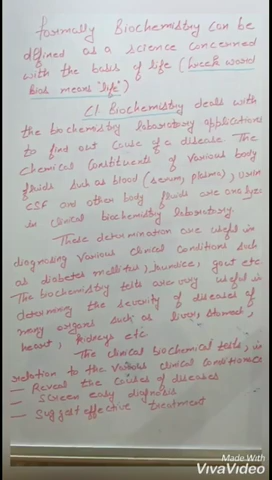 formally Biochemistry can be
defined as a science concerned
with the basis of life (Greek word
bios means "life")
Cl. Biochemistry deals with
the biochemistry laboratory applications
to find out cause of a disease. The
chemical constituents of various body
fluids such as blood (serum, plasma), urin
CSF and other body fluids are analyze
in clinical biochemistry laboratory.
These determination are useful in
diagnosing various clinical conditions such
as diabetes mellitus, jaundice, gout etc
The biochemistry tests are very useful in
determing the severity of diseases of
many organs such as liver, stomach,
heart, kidneys etc
The clinical biochemical tests, in
relation to the various clinical conditions
— Reveal the causes of diseases
— Screen easy diagnosis
— Suggest effective treatment
Made With
VivaVideo